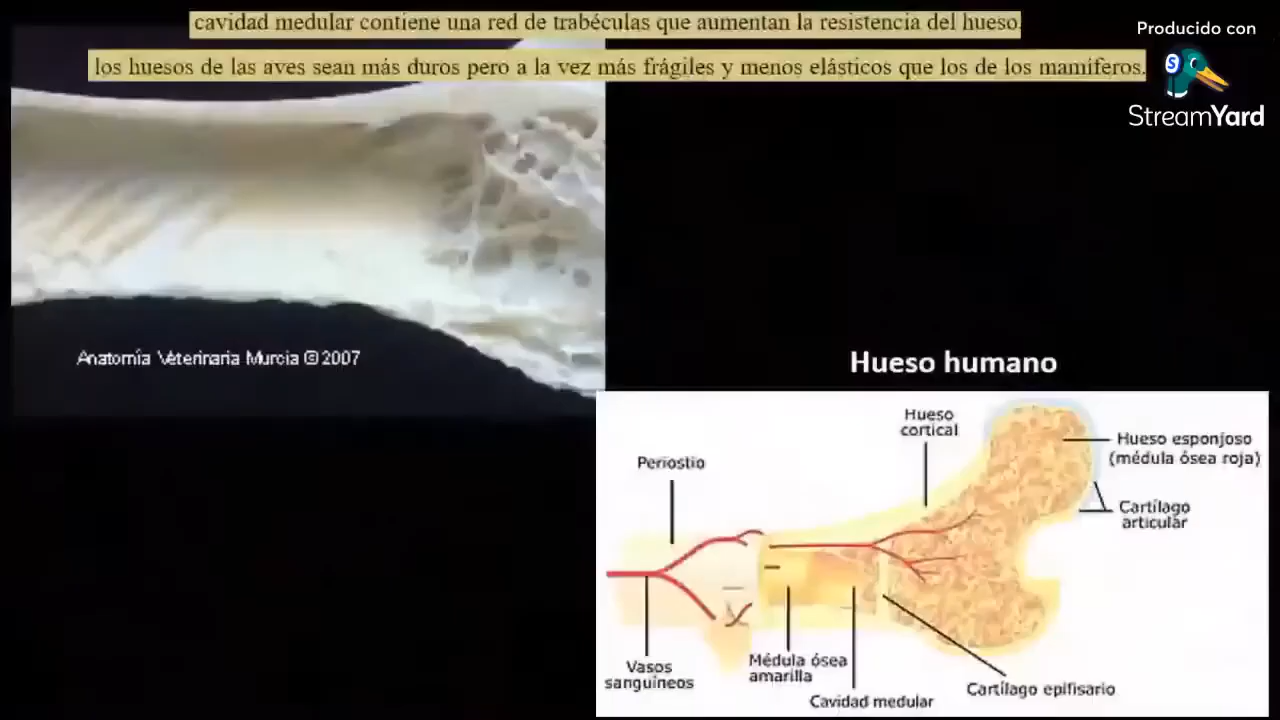 cavidad medular contiene una red de trabéculas que aumentan la resistencia del hueso.
los huesos de las aves sean más duros pero a la vez más frágiles y menos elásticos que los de los mamíferos.
Producido con
StreamYard
Anatomía Veterinaria Murcia © 2007
Hueso humano
Hueso
cortical
Hueso esponjoso
(médula ósea roja)
Periostio
Cartílago
articular
Vasos
sanguíneos
Médula ósea
amarilla
Cavidad medular
Cartílago epifisario